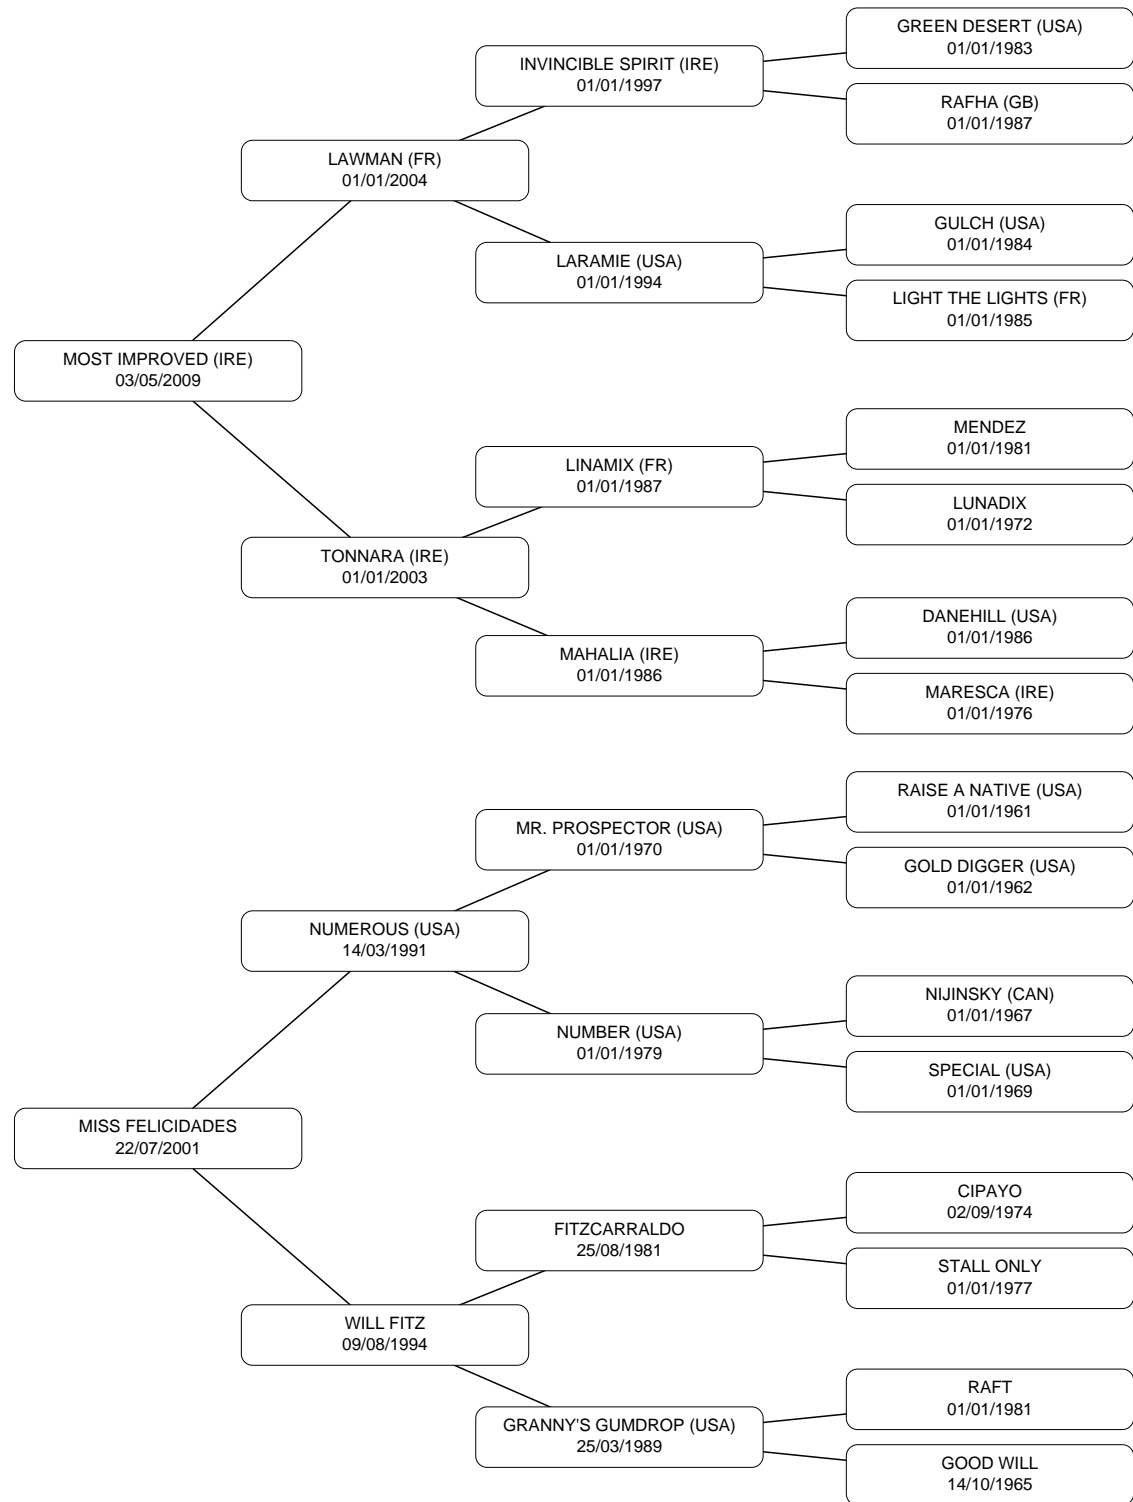 GREEN DESERT (USA)
01/01/1983
INVINCIBLE SPIRIT (IRE)
01/01/1997
RAFHA (GB)
01/01/1987
LAWMAN (FR)
01/01/2004
GULCH (USA)
01/01/1984
LARAMIE (USA)
01/01/1994
LIGHT THE LIGHTS (FR)
01/01/1985
MOST IMPROVED (IRE)
03/05/2009
MENDEZ
01/01/1981
LINAMIX (FR)
01/01/1987
LUNADIX
01/01/1972
TONNARA (IRE)
01/01/2003
DANEHILL (USA)
01/01/1986
MAHALIA (IRE)
01/01/1986
MARESCA (IRE)
01/01/1976
RAISE A NATIVE (USA)
01/01/1961
MR. PROSPECTOR (USA)
01/01/1970
GOLD DIGGER (USA)
01/01/1962
NUMEROUS (USA)
14/03/1991
NIJINSKY (CAN)
01/01/1967
NUMBER (USA)
01/01/1979
SPECIAL (USA)
01/01/1969
MISS FELICIDADES
22/07/2001
CIPAYO
02/09/1974
FITZCARRALDO
25/08/1981
STALL ONLY
01/01/1977
WILL FITZ
09/08/1994
RAFT
01/01/1981
GRANNY'S GUMDROP (USA)
25/03/1989
GOOD WILL
14/10/1965